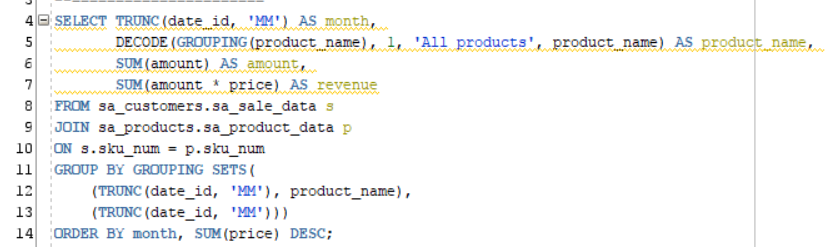 4 SELECT TRUNC(date_id, 'MM') AS month,
5 DECODE(GROUPING(product_name), 1, 'All products', product_name) AS product_name,
6 SUM(amount) AS amount,
7 SUM(amount * price) AS revenue
8 FROM sa_customers.sa_sale_data s
9 JOIN sa_products.sa_product_data p
10 ON s.sku_num = p.sku_num
11 GROUP BY GROUPING SETS(
12 (TRUNC(date_id, 'MM'), product_name),
13 (TRUNC(date_id, 'MM')))
14 ORDER BY month, SUM(price) DESC;